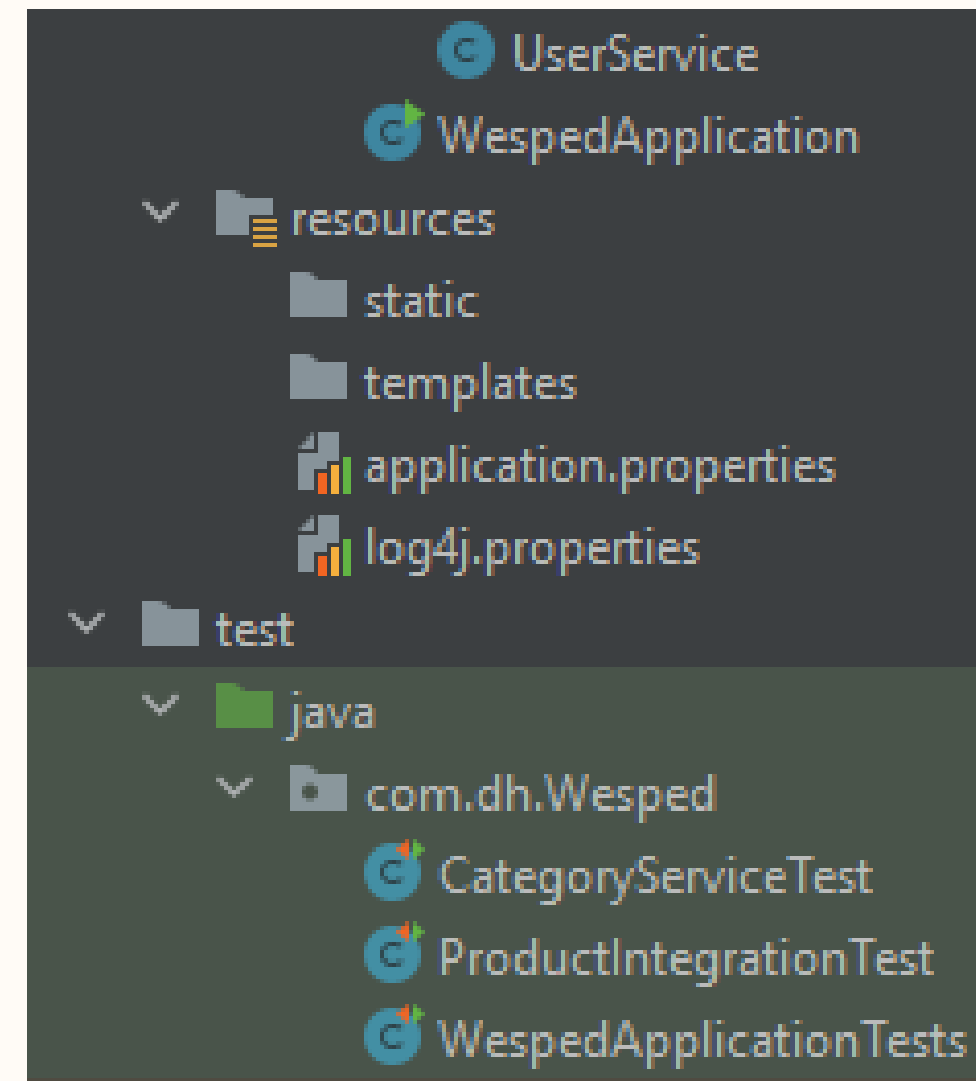 UserService
WespedApplication
resources
static
templates
application.properties
log4j.properties
test
java
com.dh.Wesped
CategoryServiceTest
ProductIntegrationTest
WespedApplicationTests